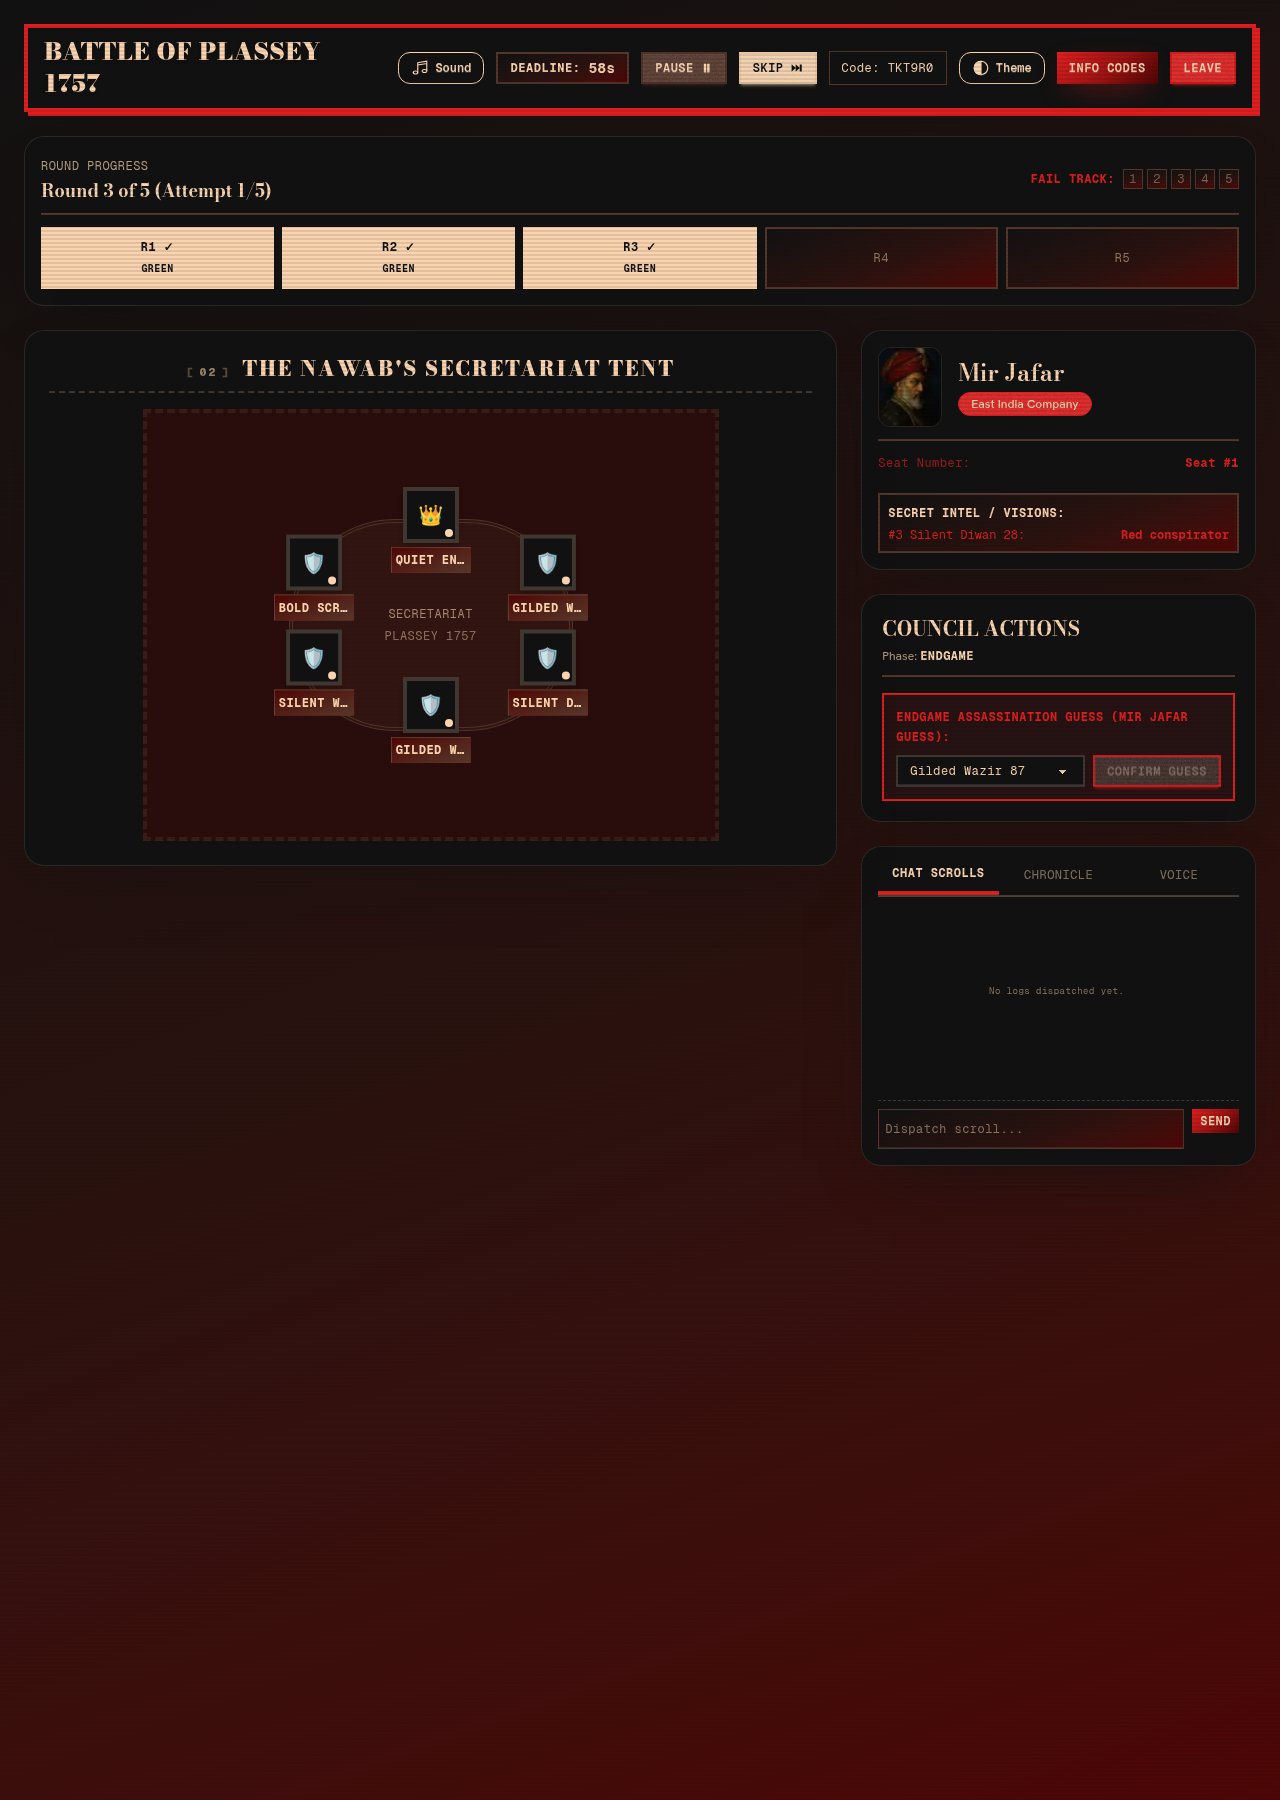 BATTLE OF PLASSEY
1757
Sound
DEADLINE: 58s
PAUSE ⏸
SKIP ⏭
Code: TKT9R0
Theme
INFO CODES
LEAVE
ROUND PROGRESS
Round 3 of 5 (Attempt 1/5)
FAIL TRACK: 1 2 3 4 5
R1 ✓
GREEN
R2 ✓
GREEN
R3 ✓
GREEN
R4
R5
[ 02 ] THE NAWAB'S SECRETARIAT TENT
QUIET EN…
BOLD SCR…
GILDED W…
SECRETARIAT
PLASSEY 1757
SILENT W…
SILENT D…
GILDED W…
Mir Jafar
East India Company
Seat Number: Seat #1
SECRET INTEL / VISIONS:
#3 Silent Diwan 28: Red conspirator
COUNCIL ACTIONS
Phase: ENDGAME
ENDGAME ASSASSINATION GUESS (MIR JAFAR
GUESS):
Gilded Wazir 87
CONFIRM GUESS
CHAT SCROLLS
CHRONICLE
VOICE
No logs dispatched yet.
Dispatch scroll...
SEND